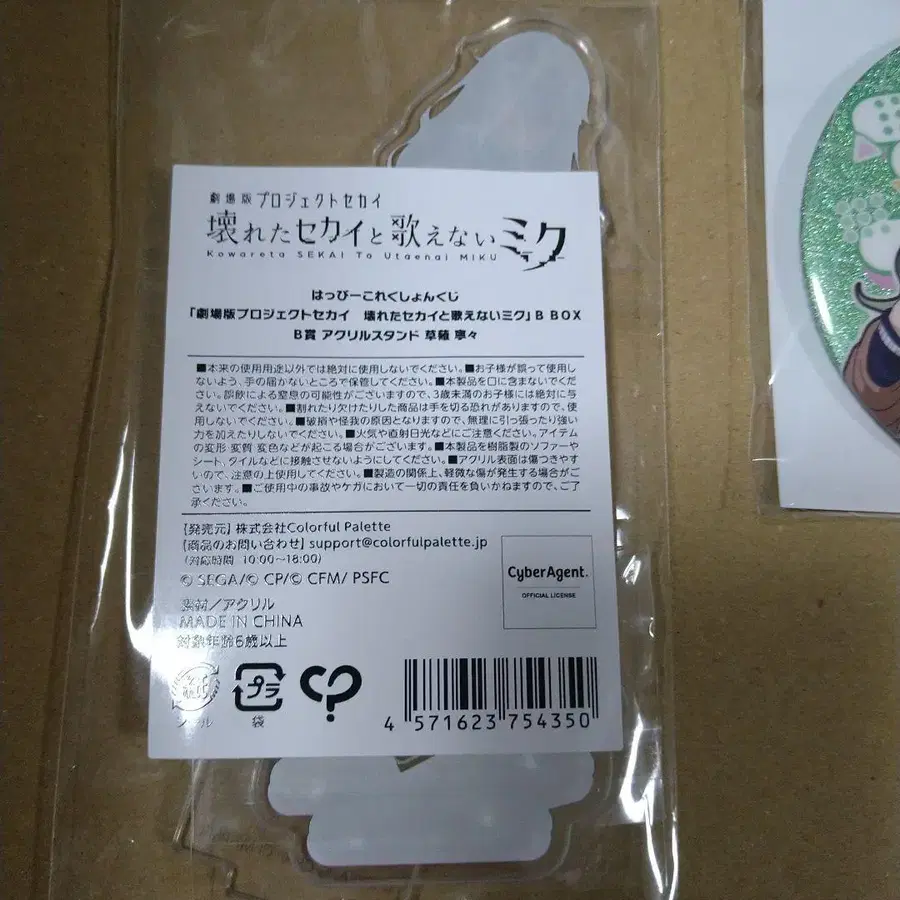 劇場版 プロジェクトセカイ
壊れたセカイと歌えないミク
Kowareta SEKAI To Utaenai MIKU
はっぴーこれくしょんくじ
「劇場版プロジェクトセカイ　壊れたセカイと歌えないミク」B BOX
B賞 アクリルスタンド 草薙 寧々
■本来の使用用途以外では絶対に使用しないでください。■お子様が誤って使用し
ないよう、手の届かないところで保管してください。■本製品を口に含まないでくだ
さい。誤飲による窒息の可能性がございますので、3歳未満のお子様には絶対に与
えないでください。■割れたり欠けたりした商品は手を切る恐れがありますので、使
用しないでください。■破損や怪我の原因となりますので、無理に引っ張ったり強い
力を加えたりしないでください。■火気や直射日光などにご注意ください。アイテム
の変形 変質 変色などが起こる場合がございます。■本製品を樹脂製のソファーや
シート、タイルなどに接触させないようにしてください。■アクリル表面は傷つきやす
いので、注意の上使用してください。■製造の関係上、軽微な傷が発生する場合がご
ざいます。■ご使用中の事故やケガにおいて一切の責任を負いかねますので、ご了
承ください。
【発売元】株式会社Colorful Palette
【商品のお問い合わせ】support@colorfulpalette.jp
（対応時間 10:00〜18:00）
© SEGA/© CP/© CFM/ PSFC
素材／アクリル
MADE IN CHINA
対象年齢6歳以上
CyberAgent.
OFFICIAL LICENSE
紙
プラ
袋
4 571623 754350